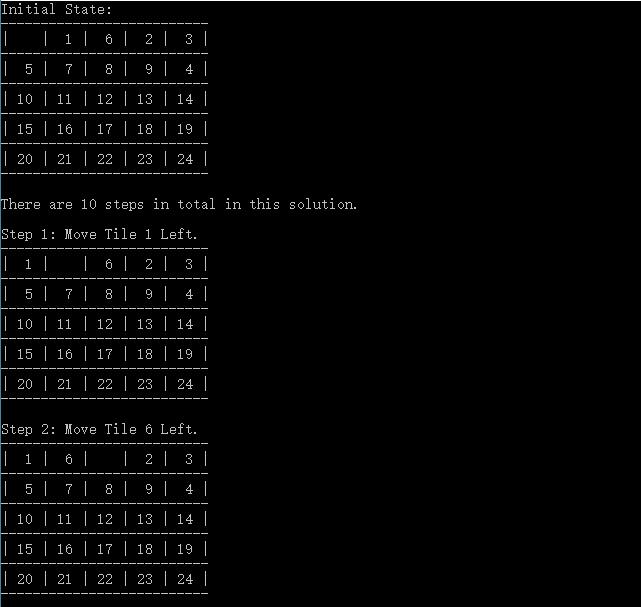 Initial State:
-------------------------
|    |  1 |  6 |  2 |  3 |
-------------------------
|  5 |  7 |  8 |  9 |  4 |
-------------------------
| 10 | 11 | 12 | 13 | 14 |
-------------------------
| 15 | 16 | 17 | 18 | 19 |
-------------------------
| 20 | 21 | 22 | 23 | 24 |
-------------------------
There are 10 steps in total in this solution.
Step 1: Move Tile 1 Left.
-------------------------
|  1 |    |  6 |  2 |  3 |
-------------------------
|  5 |  7 |  8 |  9 |  4 |
-------------------------
| 10 | 11 | 12 | 13 | 14 |
-------------------------
| 15 | 16 | 17 | 18 | 19 |
-------------------------
| 20 | 21 | 22 | 23 | 24 |
-------------------------
Step 2: Move Tile 6 Left.
-------------------------
|  1 |  6 |    |  2 |  3 |
-------------------------
|  5 |  7 |  8 |  9 |  4 |
-------------------------
| 10 | 11 | 12 | 13 | 14 |
-------------------------
| 15 | 16 | 17 | 18 | 19 |
-------------------------
| 20 | 21 | 22 | 23 | 24 |
-------------------------